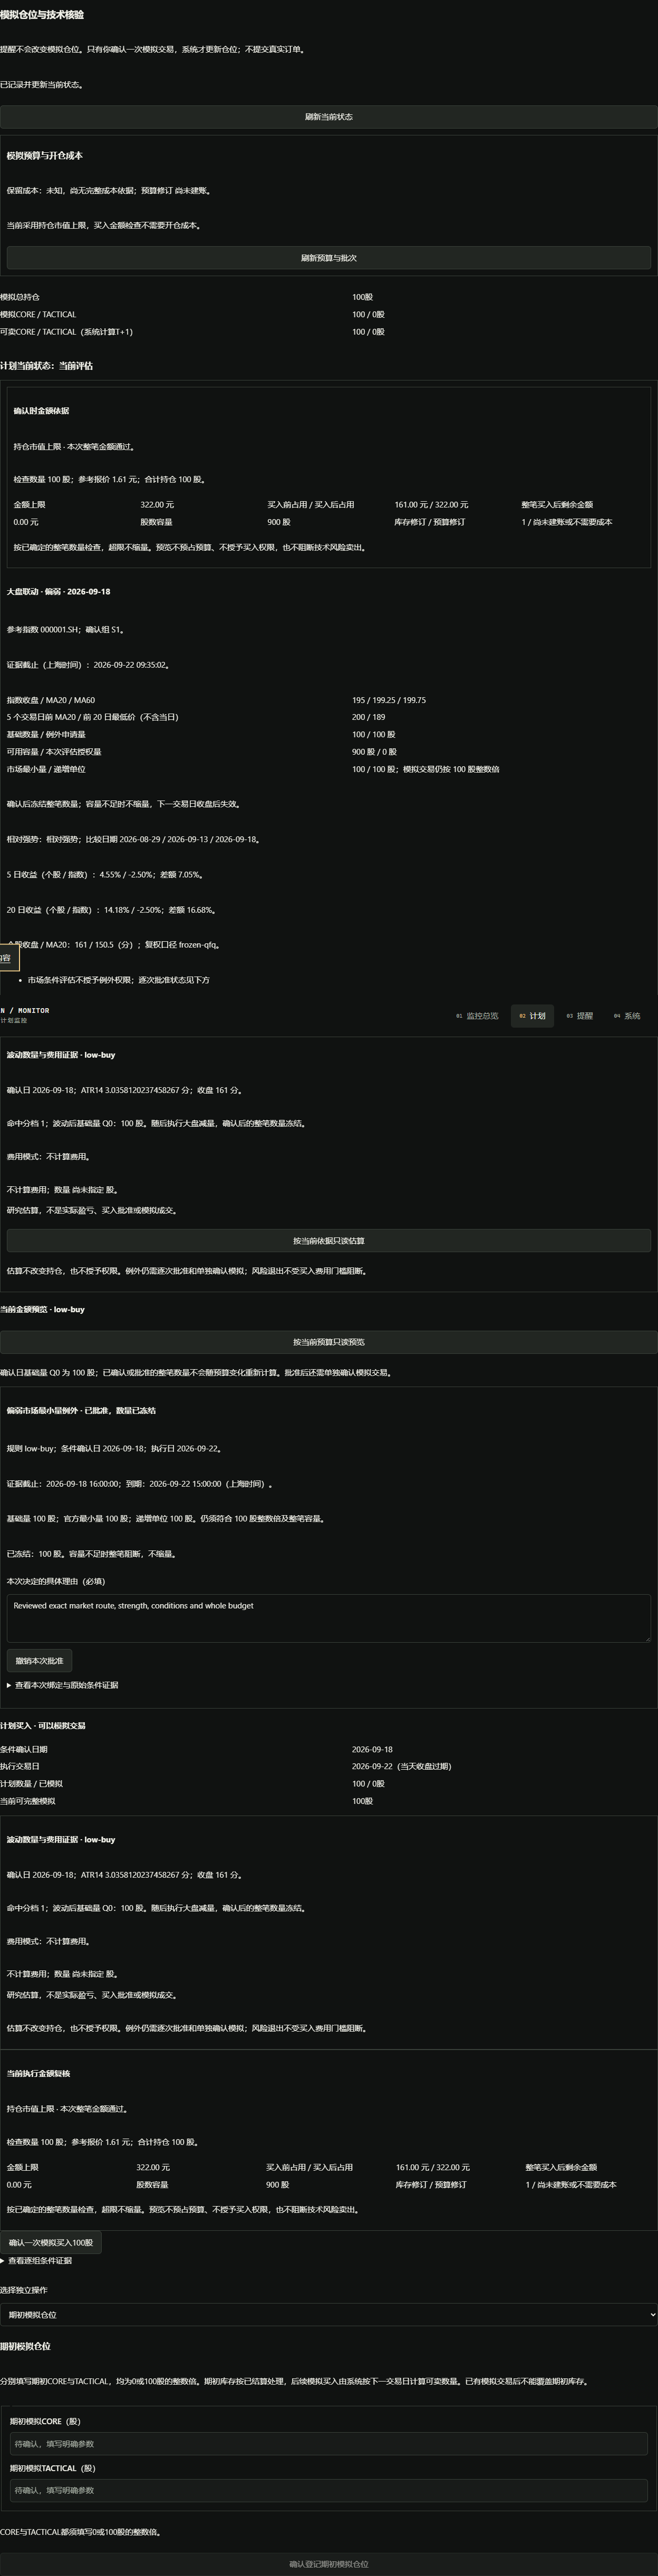 模拟仓位与技术核验
提醒不会改变模拟仓位。只有你确认一次模拟交易，系统才更新仓位；不提交真实订单。
已记录并更新当前状态。
刷新当前状态
模拟预算与开仓成本
保留成本：未知，尚无完整成本依据；预算修订 尚未建账。
当前采用持仓市值上限，买入金额检查不需要开仓成本。
刷新预算与批次
模拟总持仓 100股
模拟CORE / TACTICAL 100 / 0股
可卖CORE / TACTICAL（系统计算T+1） 100 / 0股
计划当前状态：当前评估
确认时金额依据
持仓市值上限 · 本次整笔金额通过。
检查数量 100 股；参考报价 1.61 元；合计持仓 100 股。
金额上限 322.00 元 买入前占用 / 买入后占用 161.00 元 / 322.00 元 整笔买入后剩余金额
0.00 元 股数容量 900 股 库存修订 / 预算修订 1 / 尚未建账或不需要成本
按已确定的整笔数量检查，超限不缩量。预览不预占预算、不授予买入权限，也不阻断技术风险卖出。
大盘联动 · 偏弱 · 2026-09-18
参考指数 000001.SH；确认组 S1。
证据截止（上海时间）：2026-09-22 09:35:02。
指数收盘 / MA20 / MA60 195 / 199.25 / 199.75
5 个交易日前 MA20 / 前 20 日最低价（不含当日） 200 / 189
基础数量 / 例外申请量 100 / 100 股
可用容量 / 本次评估授权量 900 股 / 0 股
市场最小量 / 递增单位 100 / 100 股；模拟交易仍按 100 股整数倍
确认后冻结整笔数量；容量不足时不缩量，下一交易日收盘后失效。
相对强势：相对强势；比较日期 2026-08-29 / 2026-09-13 / 2026-09-18。
5 日收益（个股 / 指数）：4.55% / -2.50%；差额 7.05%。
20 日收益（个股 / 指数）：14.18% / -2.50%；差额 16.68%。
股收盘 / MA20：161 / 150.5（分）；复权口径 frozen-qfq。
内容
市场条件评估不授予例外权限；逐次批准状态见下方
N / MONITOR
计划监控
01 监控总览 02 计划 03 提醒 04 系统
波动数量与费用证据 · low-buy
确认日 2026-09-18；ATR14 3.0358120237458267 分；收盘 161 分。
命中分档 1；波动后基础量 Q0：100 股。随后执行大盘减量，确认后的整笔数量冻结。
费用模式：不计算费用。
不计算费用；数量 尚未指定 股。
研究估算，不是实际盈亏、买入批准或模拟成交。
按当前依据只读估算
估算不改变持仓，也不授予权限。例外仍需逐次批准和单独确认模拟；风险退出不受买入费用门槛阻断。
当前金额预览 · low-buy
按当前预算只读预览
确认日基础量 Q0 为 100 股；已确认或批准的整笔数量不会随预算变化重新计算。批准后还需单独确认模拟交易。
偏弱市场最小量例外 · 已批准，数量已冻结
规则 low-buy；条件确认日 2026-09-18；执行日 2026-09-22。
证据截止：2026-09-18 16:00:00；到期：2026-09-22 15:00:00（上海时间）。
基础量 100 股；官方最小量 100 股；递增单位 100 股。仍须符合 100 股整数倍及整笔容量。
已冻结：100 股。容量不足时整笔阻断，不缩量。
本次决定的具体理由（必填）
Reviewed exact market route, strength, conditions and whole budget
撤销本次批准
查看本次绑定与原始条件证据
计划买入 · 可以模拟交易
条件确认日期 2026-09-18
执行交易日 2026-09-22（当天收盘过期）
计划数量 / 已模拟 100 / 0股
当前可完整模拟 100股
波动数量与费用证据 · low-buy
确认日 2026-09-18；ATR14 3.0358120237458267 分；收盘 161 分。
命中分档 1；波动后基础量 Q0：100 股。随后执行大盘减量，确认后的整笔数量冻结。
费用模式：不计算费用。
不计算费用；数量 尚未指定 股。
研究估算，不是实际盈亏、买入批准或模拟成交。
估算不改变持仓，也不授予权限。例外仍需逐次批准和单独确认模拟；风险退出不受买入费用门槛阻断。
当前执行金额复核
持仓市值上限 · 本次整笔金额通过。
检查数量 100 股；参考报价 1.61 元；合计持仓 100 股。
金额上限 322.00 元 买入前占用 / 买入后占用 161.00 元 / 322.00 元 整笔买入后剩余金额
0.00 元 股数容量 900 股 库存修订 / 预算修订 1 / 尚未建账或不需要成本
按已确定的整笔数量检查，超限不缩量。预览不预占预算、不授予买入权限，也不阻断技术风险卖出。
确认一次模拟买入100股
查看逐组条件证据
选择独立操作
期初模拟仓位
期初模拟仓位
分别填写期初CORE与TACTICAL，均为0或100股的整数倍。期初库存按已结算处理，后续模拟买入由系统按下一交易日计算可卖数量。已有模拟交易后不能覆盖期初库存。
期初模拟CORE（股）
待确认，填写明确参数
期初模拟TACTICAL（股）
待确认，填写明确参数
CORE与TACTICAL都须填写0或100股的整数倍。
确认登记期初模拟仓位